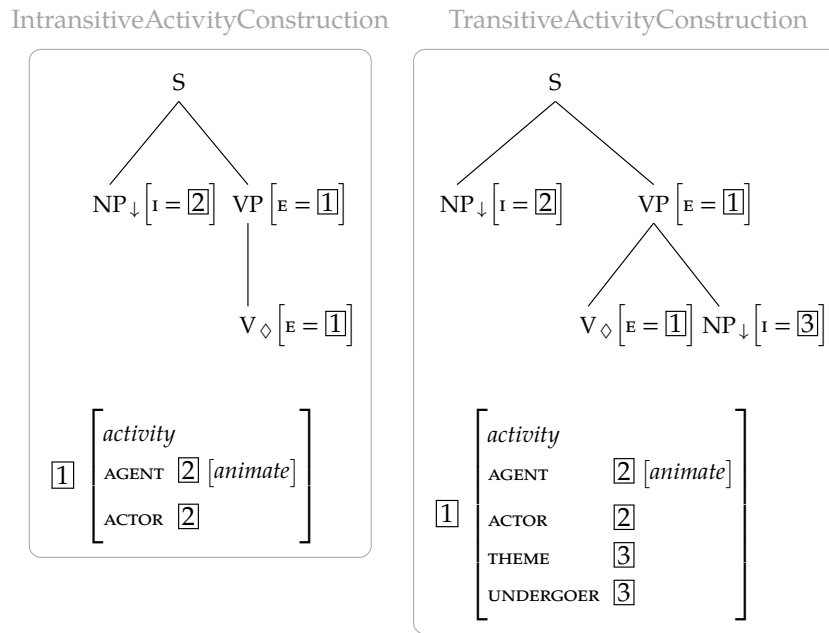 IntransitiveActivityConstruction
S
NP↓[I = 2] VP[E = 1]
V◊[E = 1]
1
activity
AGENT 2 [animate]
ACTOR 2
TransitiveActivityConstruction
S
NP↓[I = 2] VP[E = 1]
V◊[E = 1] NP↓[I = 3]
1
activity
AGENT 2 [animate]
ACTOR 2
THEME 3
UNDERGOER 3